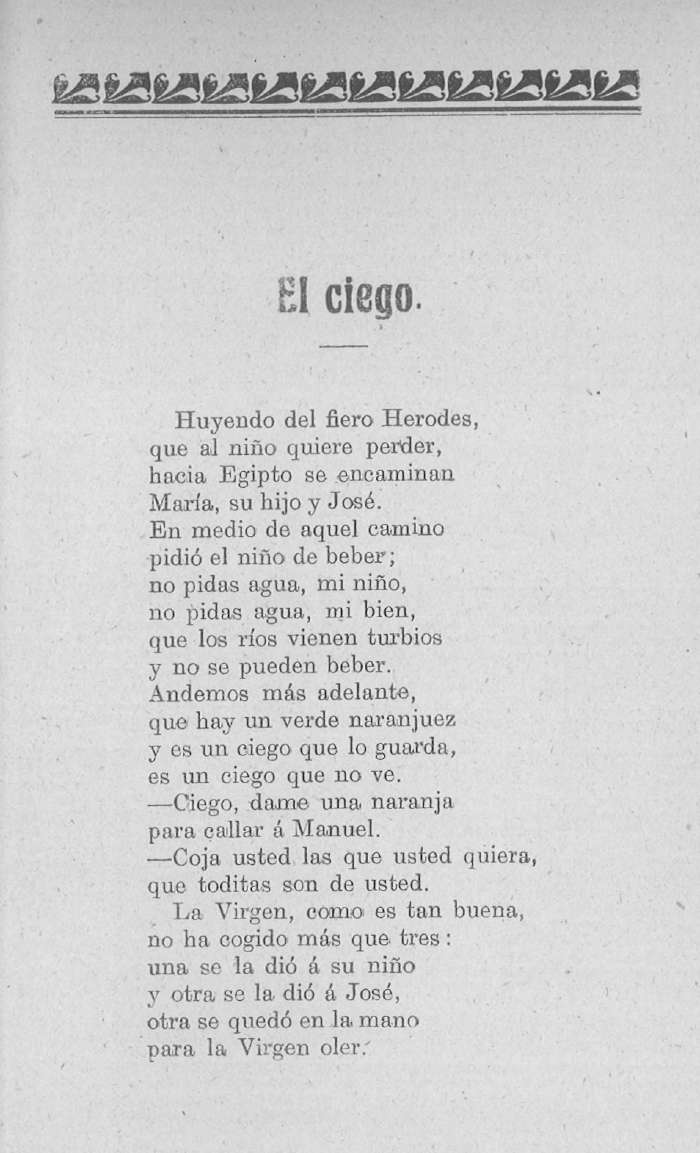 El ciego.
Huyendo del fiero Herodes,
que al niño quiere perder,
hacia Egipto se encaminan
María, su hijo y José.
En medio de aquel camino
pidió el niño de beber;
no pidas agua, mi niño,
no pidas agua, mi bien,
que los ríos vienen turbios
y no se pueden beber.
Andemos más adelante,
que hay un verde naranjuez
y es un ciego que lo guarda,
es un ciego que no ve.
—Ciego, dame una naranja
para callar á Manuel.
—Coja usted las que usted quiera,
que toditas son de usted.
La Virgen, como es tan buena,
no ha cogido más que tres:
una se la dió á su niño
y otra se la dió á José,
otra se quedó en la mano
para la Virgen oler.